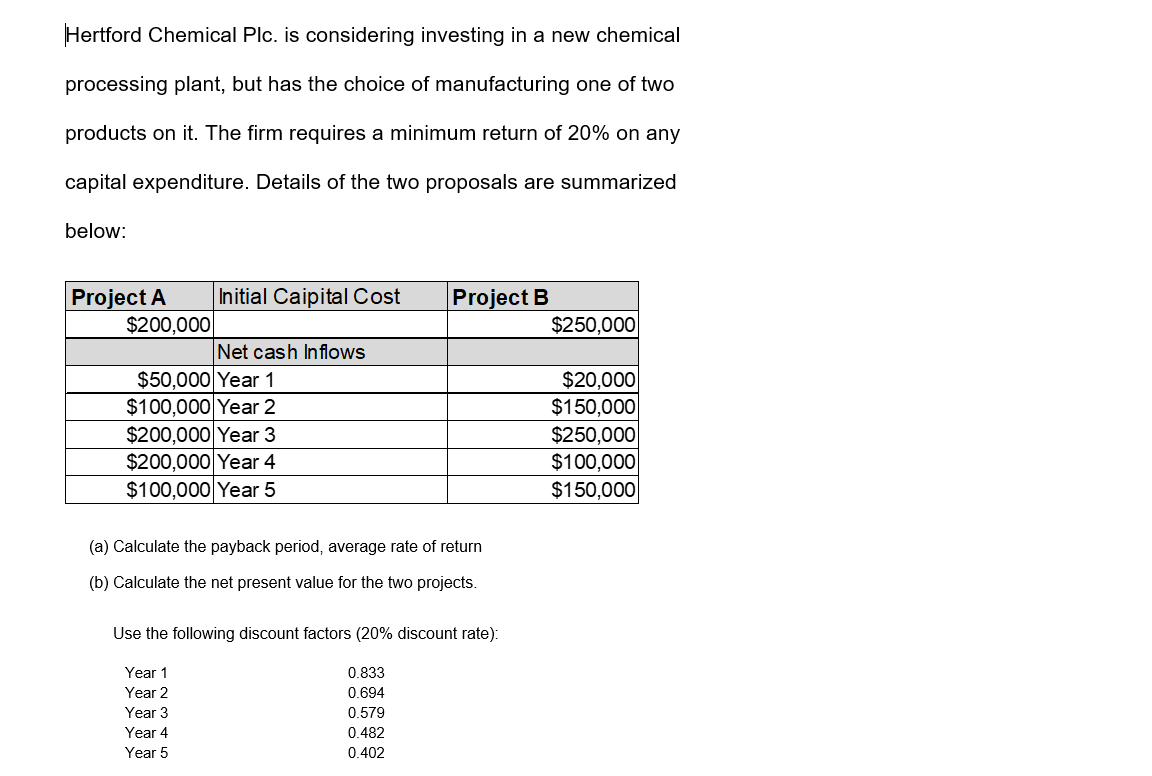 Hertford Chemical Plc. is considering investing in a new chemical
processing plant, but has the choice of manufacturing one of two
products on it. The firm requires a minimum return of 20% on any
capital expenditure. Details of the two proposals are summarized
below:
Project A Initial Caipital Cost Project B
$200,000 $250,000
Net cash Inflows
$50,000 Year 1 $20,000
$100,000 Year 2 $150,000
$200,000 Year 3 $250,000
$200,000 Year 4 $100,000
$100,000 Year 5 $150,000
(a) Calculate the payback period, average rate of return
(b) Calculate the net present value for the two projects.
Use the following discount factors (20% discount rate):
Year 1 0.833
Year 2 0.694
Year 3 0.579
Year 4 0.482
Year 5 0.402